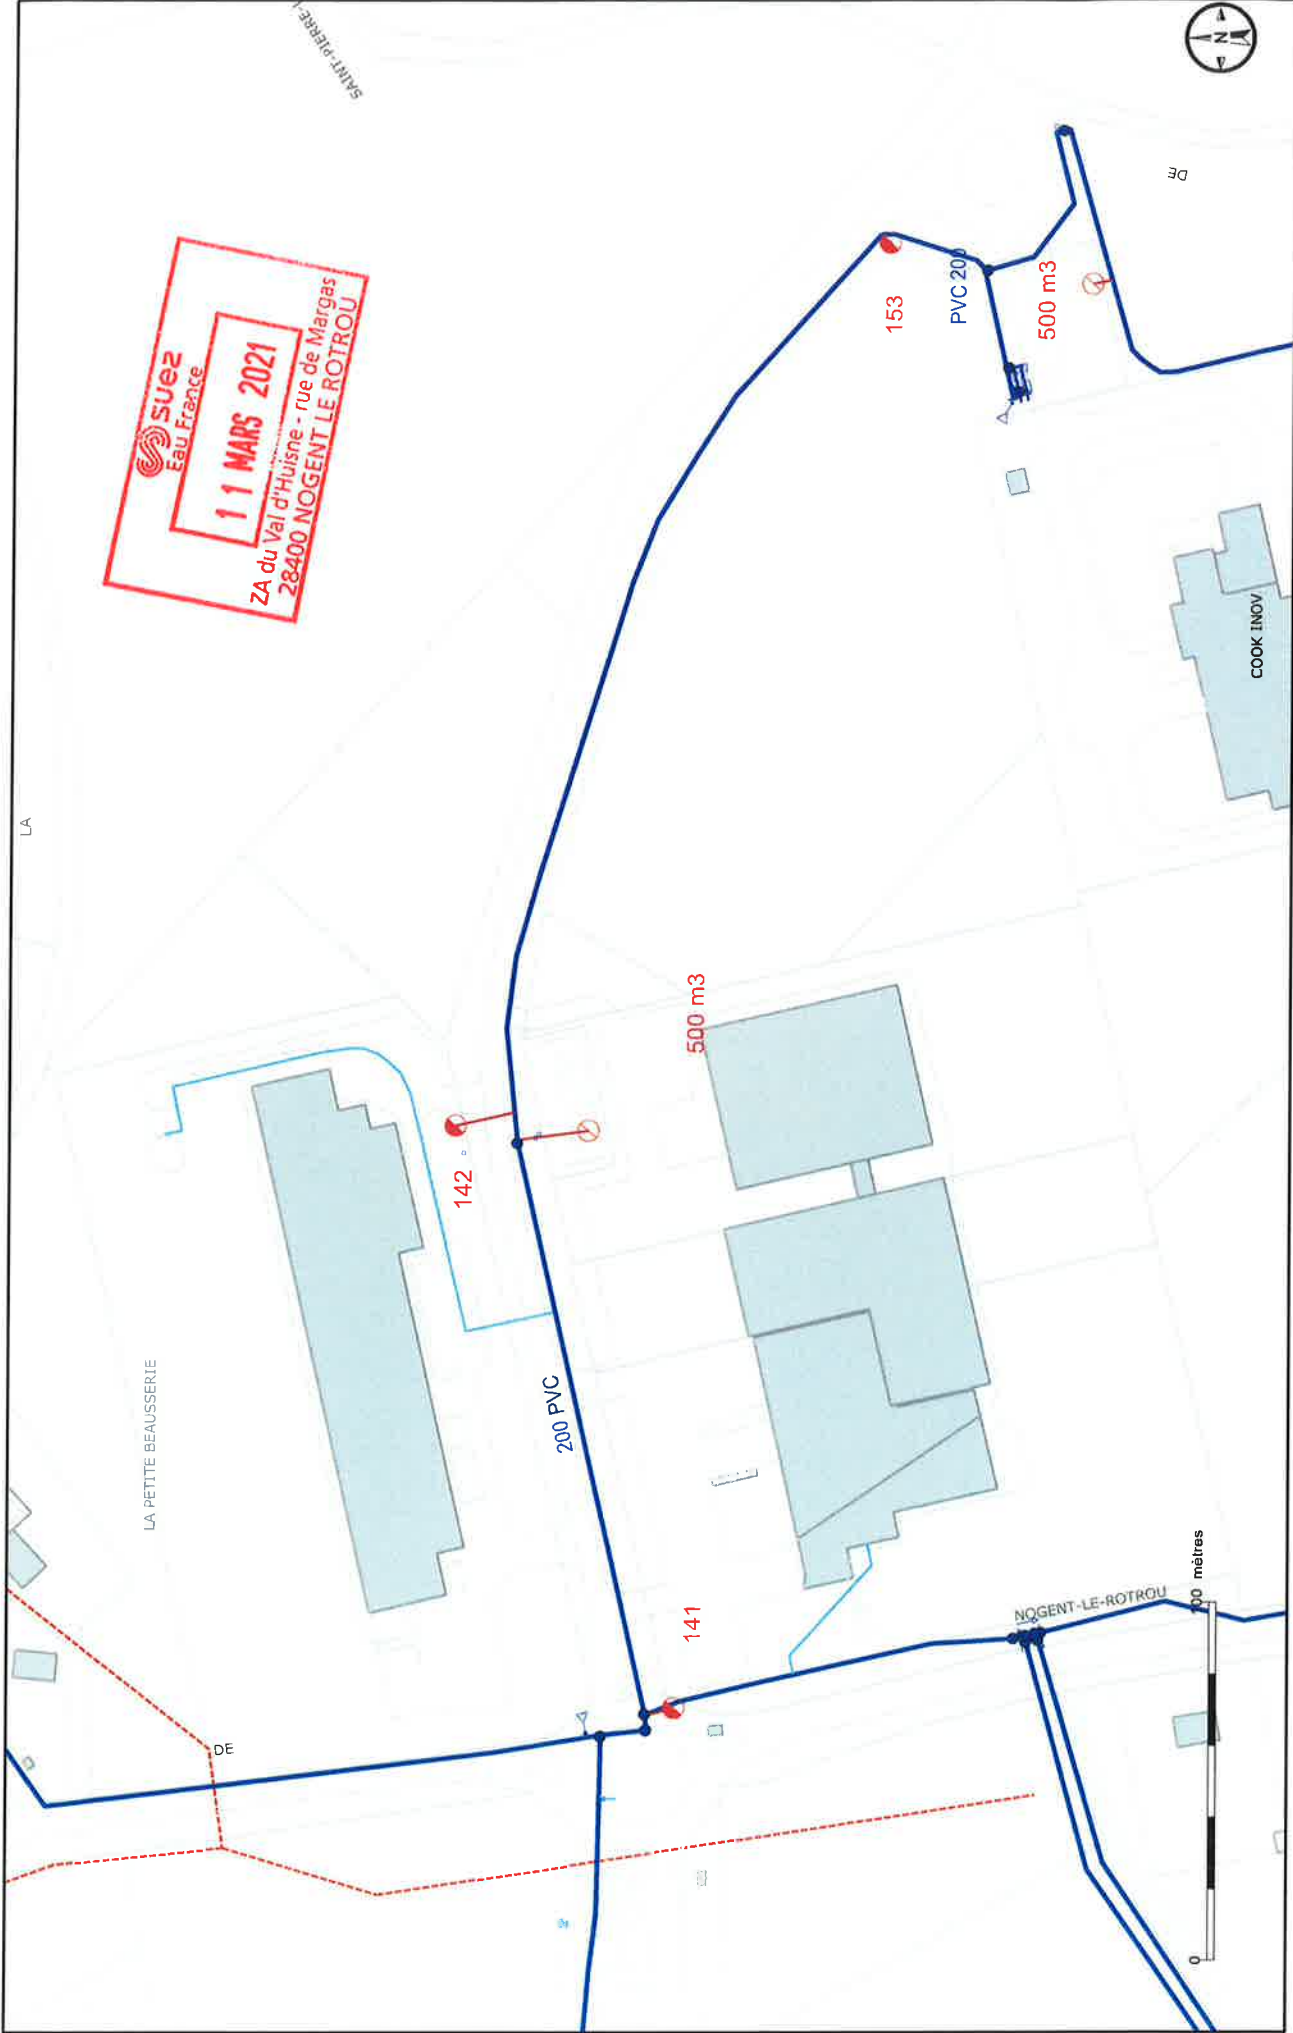 SAINT-PIERRE-
LA
suez
Eau France
11 MARS 2021
ZA du Val d'Huisne - rue de Margas
28400 NOGENT LE ROTROU
N
DE
153
PVC 200
500 m3
COOK INOV
500 m3
142
LA PETITE BEAUSSERIE
200 PVC
141
DE
NOGENT-LE-ROTROU
0
100 mètres